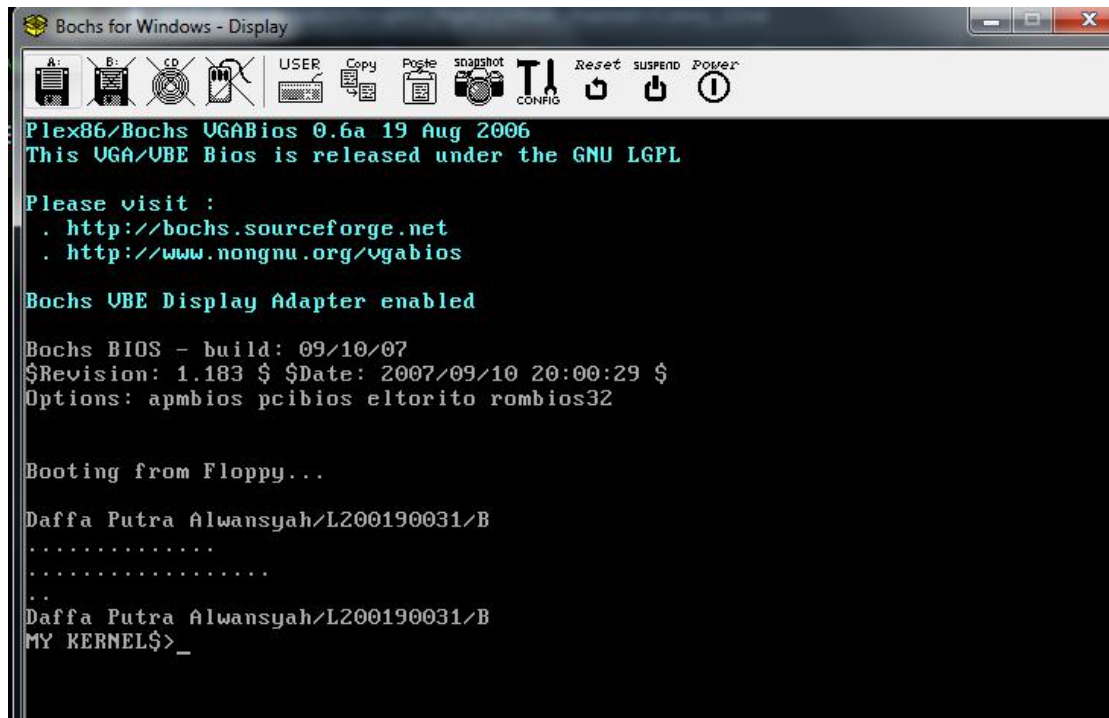 Bochs for Windows - Display
A: B: CD USER Copy Paste snapshot CONFIG Reset SUSPEND Power
Plex86/Bochs VGABios 0.6a 19 Aug 2006
This VGA/VBE Bios is released under the GNU LGPL
Please visit :
. http://bochs.sourceforge.net
. http://www.nongnu.org/vgabios
Bochs VBE Display Adapter enabled
Bochs BIOS - build: 09/10/07
$Revision: 1.183 $ $Date: 2007/09/10 20:00:29 $
Options: apmbios pcibios eltorito rombios32
Booting from Floppy...
Daffa Putra Alwansyah/L200190031/B
..............
..................
..
Daffa Putra Alwansyah/L200190031/B
MY KERNEL$>_